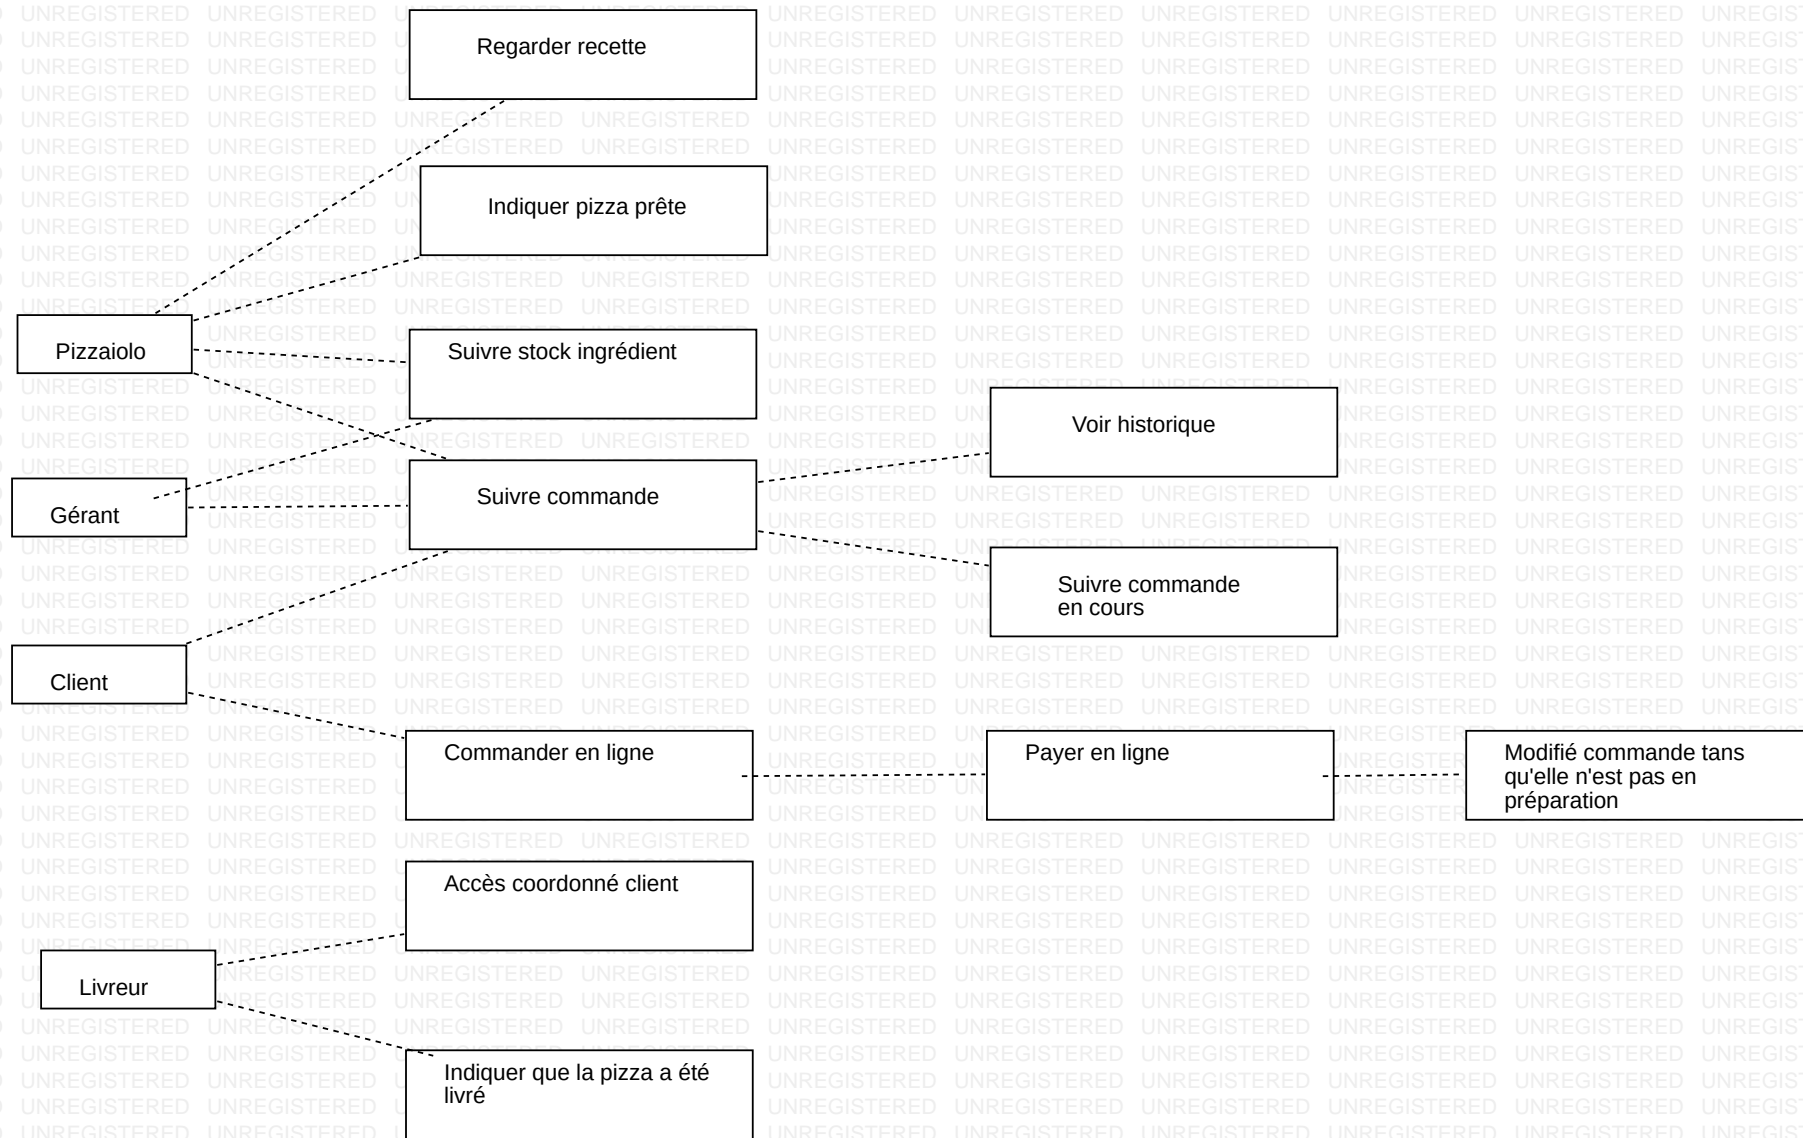 Regarder recette
Indiquer pizza prête
Pizzaiolo
Suivre stock ingrédient
Voir historique
Gérant
Suivre commande
Suivre commande
en cours
Client
Commander en ligne
Payer en ligne
Modifié commande tans
qu'elle n'est pas en
préparation
Accès coordonné client
Livreur
Indiquer que la pizza a été
livré
UNREGISTERED